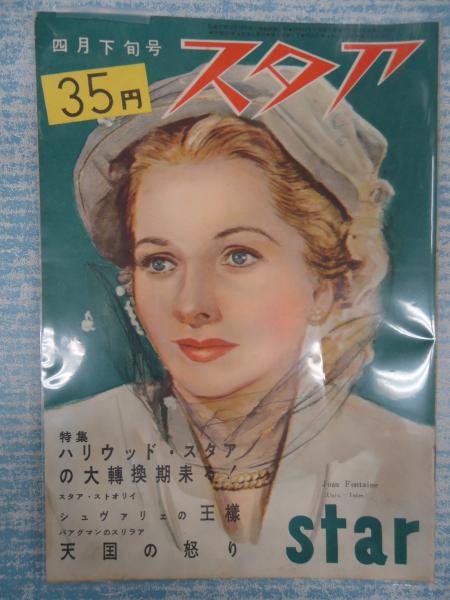 四月下旬号
スタア
35円
特集
ハリウッド・スタア
の大轉換期来る!
スタア・ストオリイ
シュヴァリェの王様
バアグマンのスリラア
天国の怒り
Joan Fontaine
star